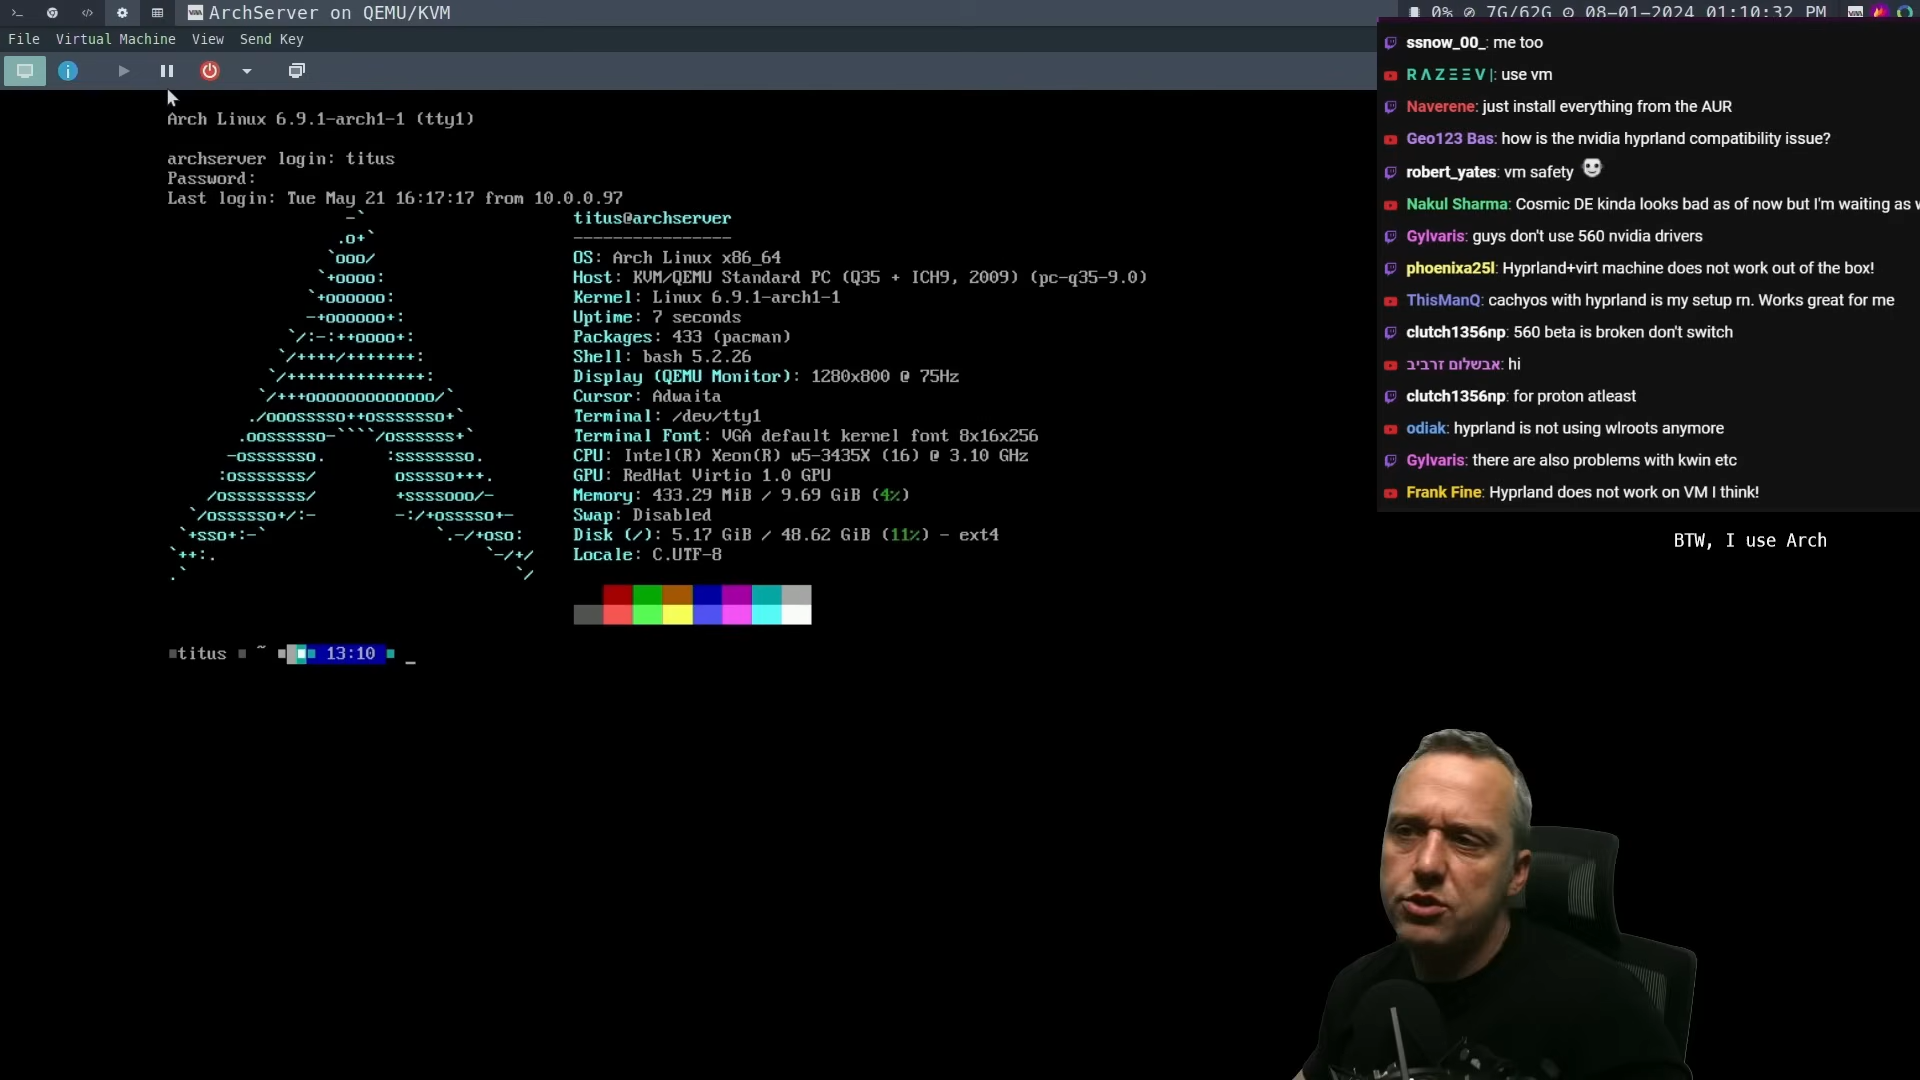 ArchServer on QEMU/KVM
0% 7G/62G 08-01-2024 01:10:32 PM
File Virtual Machine View Send Key
Arch Linux 6.9.1-arch1-1 (tty1)
archserver login: titus
Password:
Last login: Tue May 21 16:17:17 from 10.0.0.97
titus@archserver
----------------
OS: Arch Linux x86_64
Host: KVM/QEMU Standard PC (Q35 + ICH9, 2009) (pc-q35-9.0)
Kernel: Linux 6.9.1-arch1-1
Uptime: 7 seconds
Packages: 433 (pacman)
Shell: bash 5.2.26
Display (QEMU Monitor): 1280x800 @ 75Hz
Cursor: Adwaita
Terminal: /dev/tty1
Terminal Font: VGA default kernel font 8x16x256
CPU: Intel(R) Xeon(R) w5-3435X (16) @ 3.10 GHz
GPU: RedHat Virtio 1.0 GPU
Memory: 433.29 MiB / 9.69 GiB (4%)
Swap: Disabled
Disk (/): 5.17 GiB / 48.62 GiB (11%) - ext4
Locale: C.UTF-8
titus ~ 13:10 _
ssnow_00_: me too
R Λ Z Ξ Ξ V |: use vm
Naverene: just install everything from the AUR
Geo123 Bas: how is the nvidia hyprland compatibility issue?
robert_yates: vm safety
Nakul Sharma: Cosmic DE kinda looks bad as of now but I'm waiting as
Gylvaris: guys don't use 560 nvidia drivers
phoenixa25l: Hyprland+virt machine does not work out of the box!
ThisManQ: cachyos with hyprland is my setup rn. Works great for me
clutch1356np: 560 beta is broken don't switch
אבשלום זרביב: hi
clutch1356np: for proton atleast
odiak: hyprland is not using wlroots anymore
Gylvaris: there are also problems with kwin etc
Frank Fine: Hyprland does not work on VM I think!
BTW, I use Arch